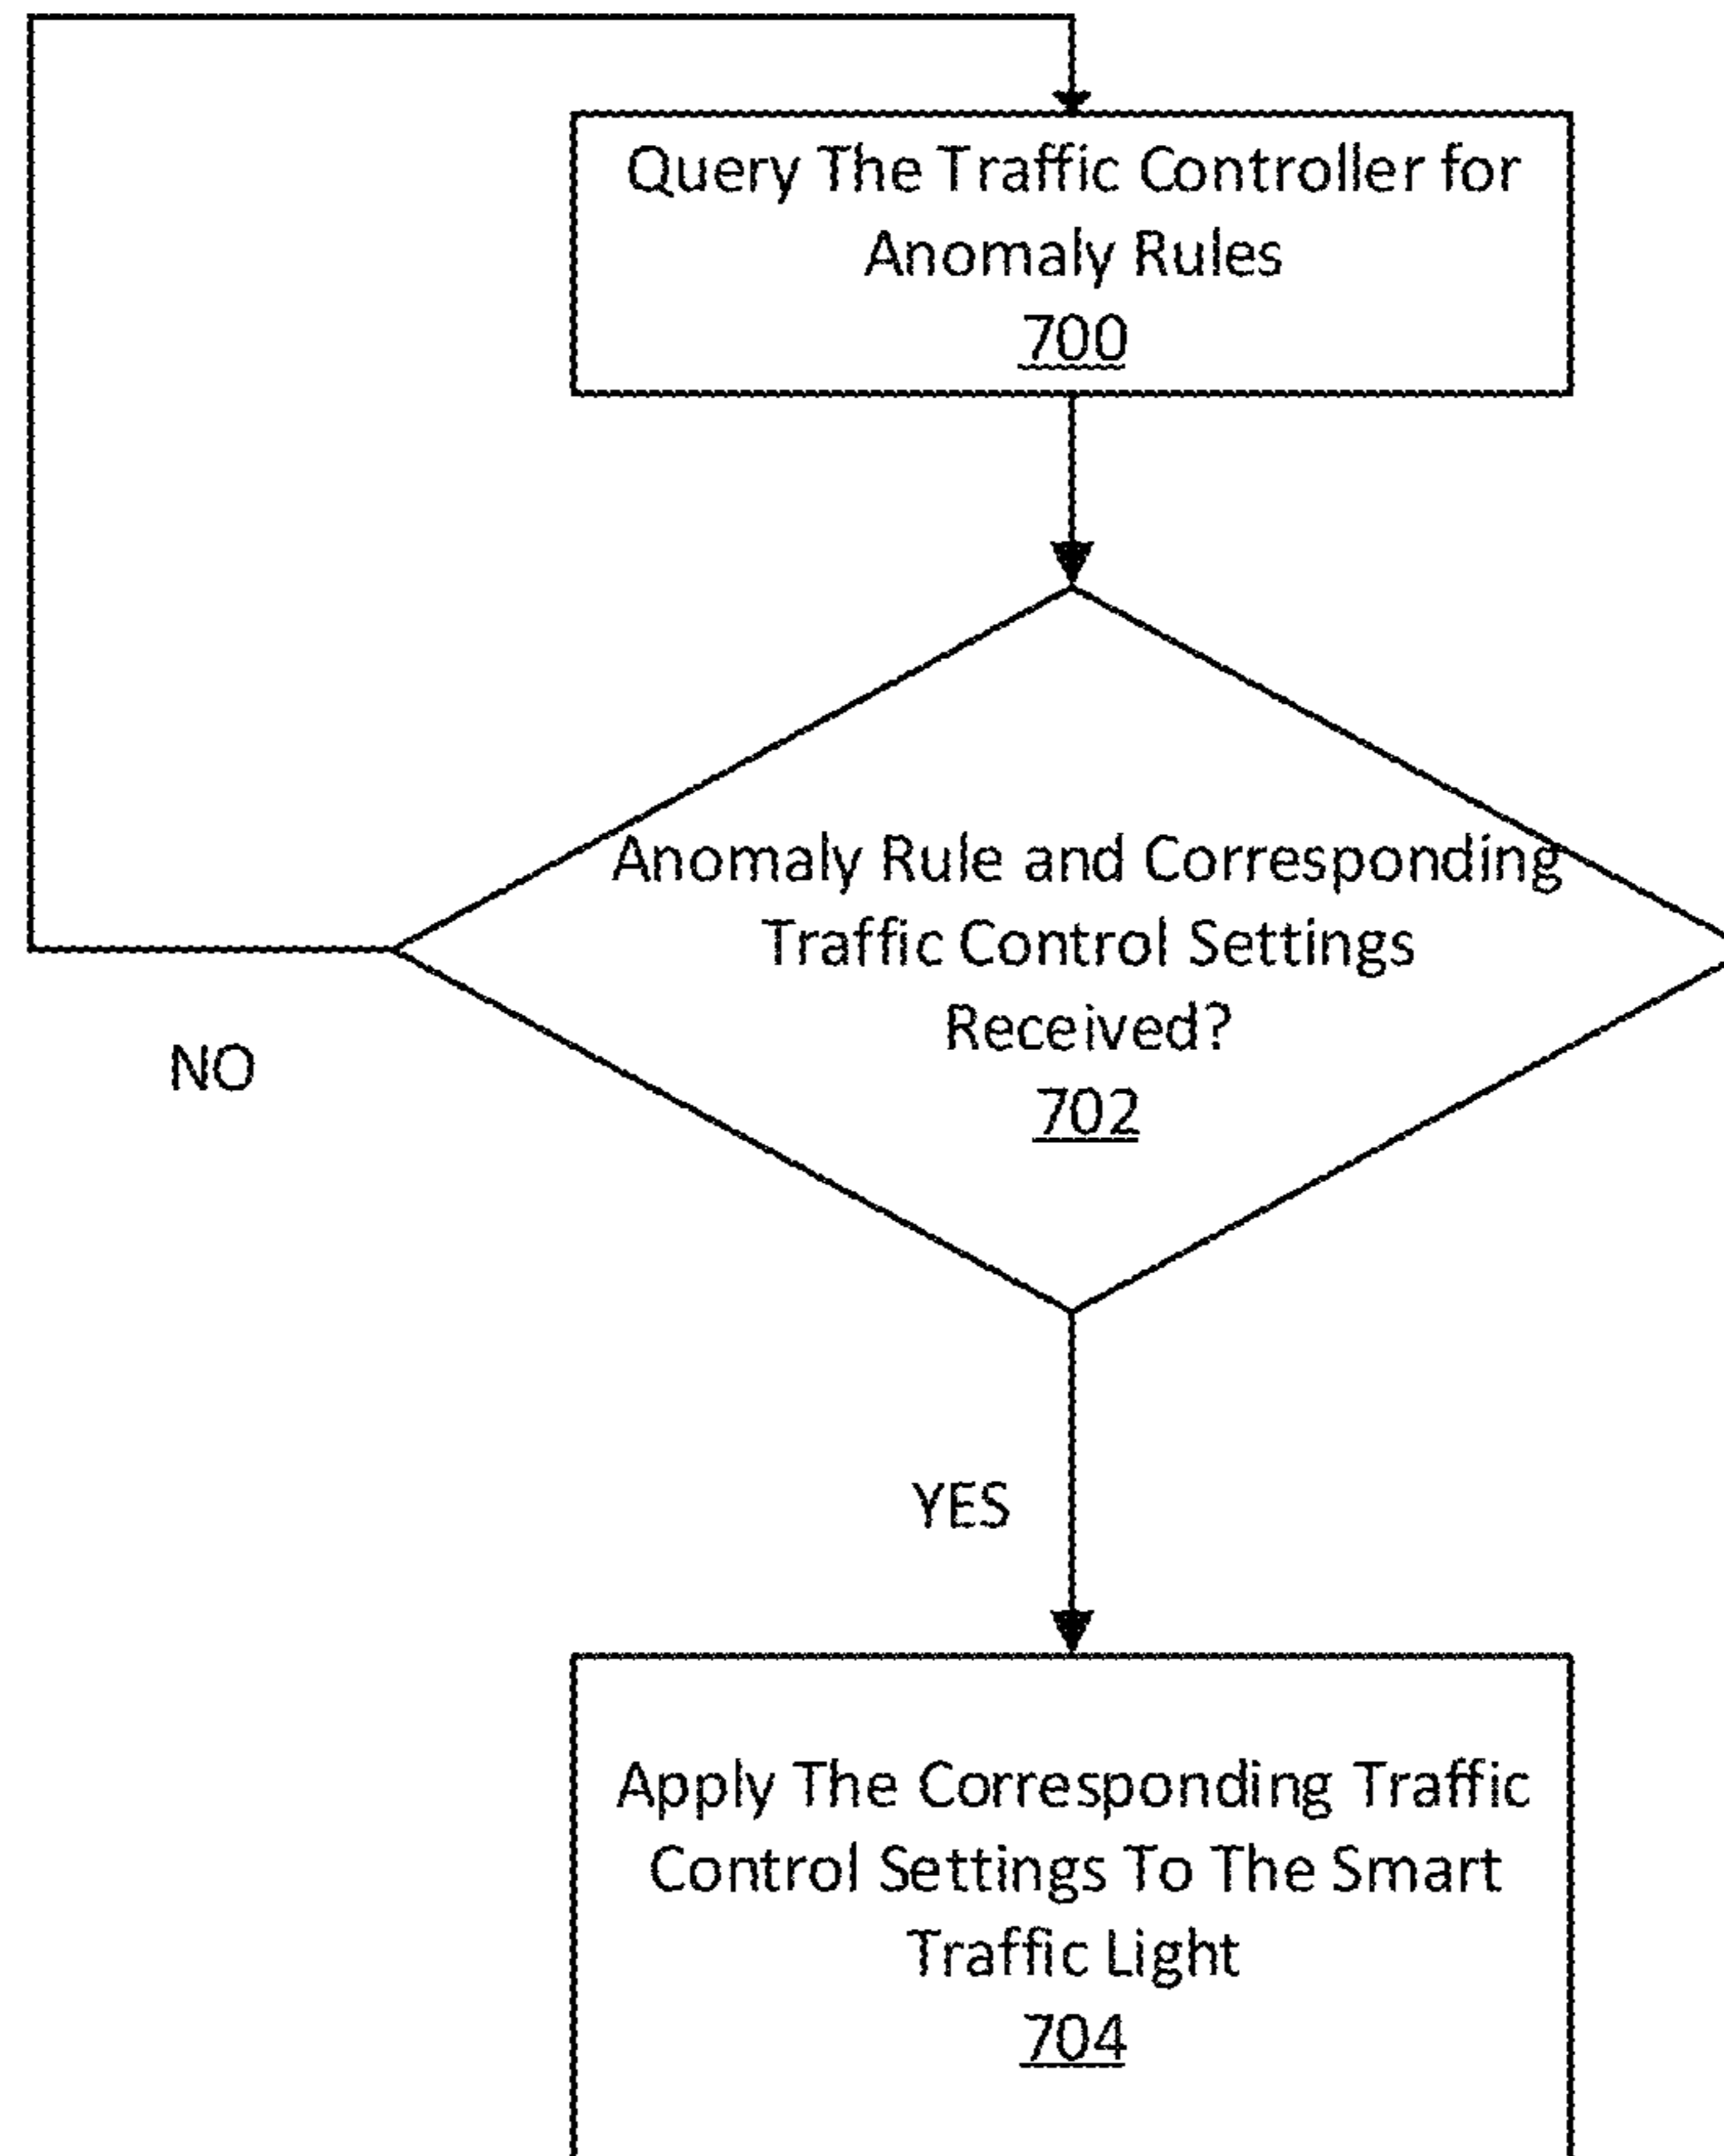 Query The Traffic Controller for
Anomaly Rules
700
Anomaly Rule and Corresponding
Traffic Control Settings
Received?
702
NO
YES
Apply The Corresponding Traffic
Control Settings To The Smart
Traffic Light
704